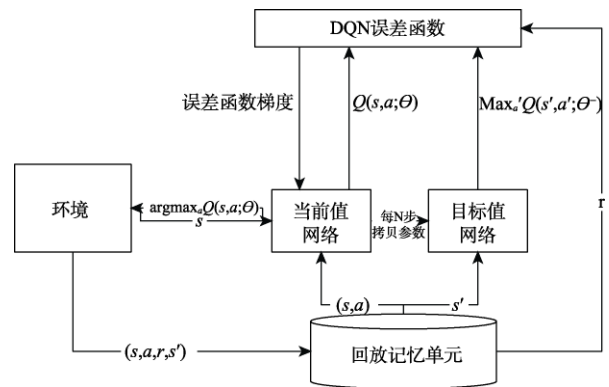 DQN误差函数
误差函数梯度
Q(s,a;Θ)
Maxₐ′Q(s′,a′;Θ⁻)
环境
argmaxₐQ(s,a;Θ)
s
当前值
网络
每N步
拷贝参数
目标值
网络
r
(s,a)
s′
(s,a,r,s′)
回放记忆单元